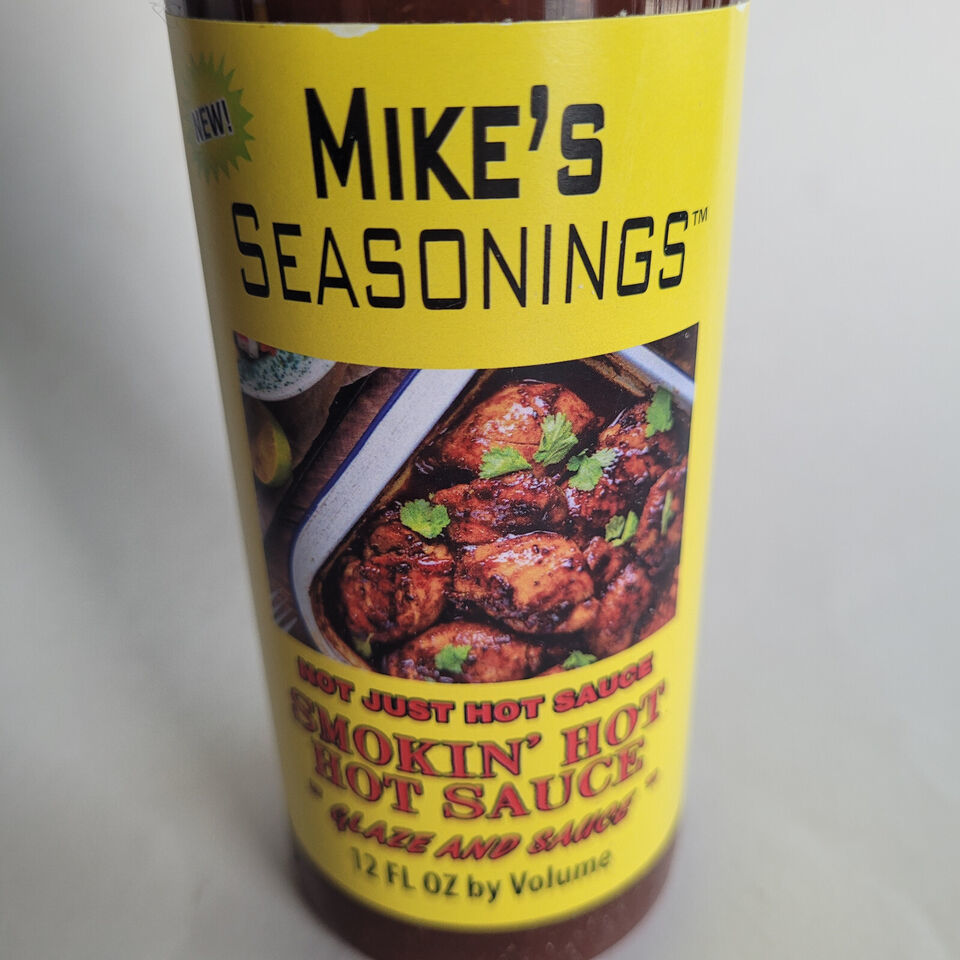 NEW!
MIKE'S
SEASONINGS™
NOT JUST HOT SAUCE
SMOKIN' HOT
HOT SAUCE
GLAZE AND SAUCE
12 FL OZ by Volume